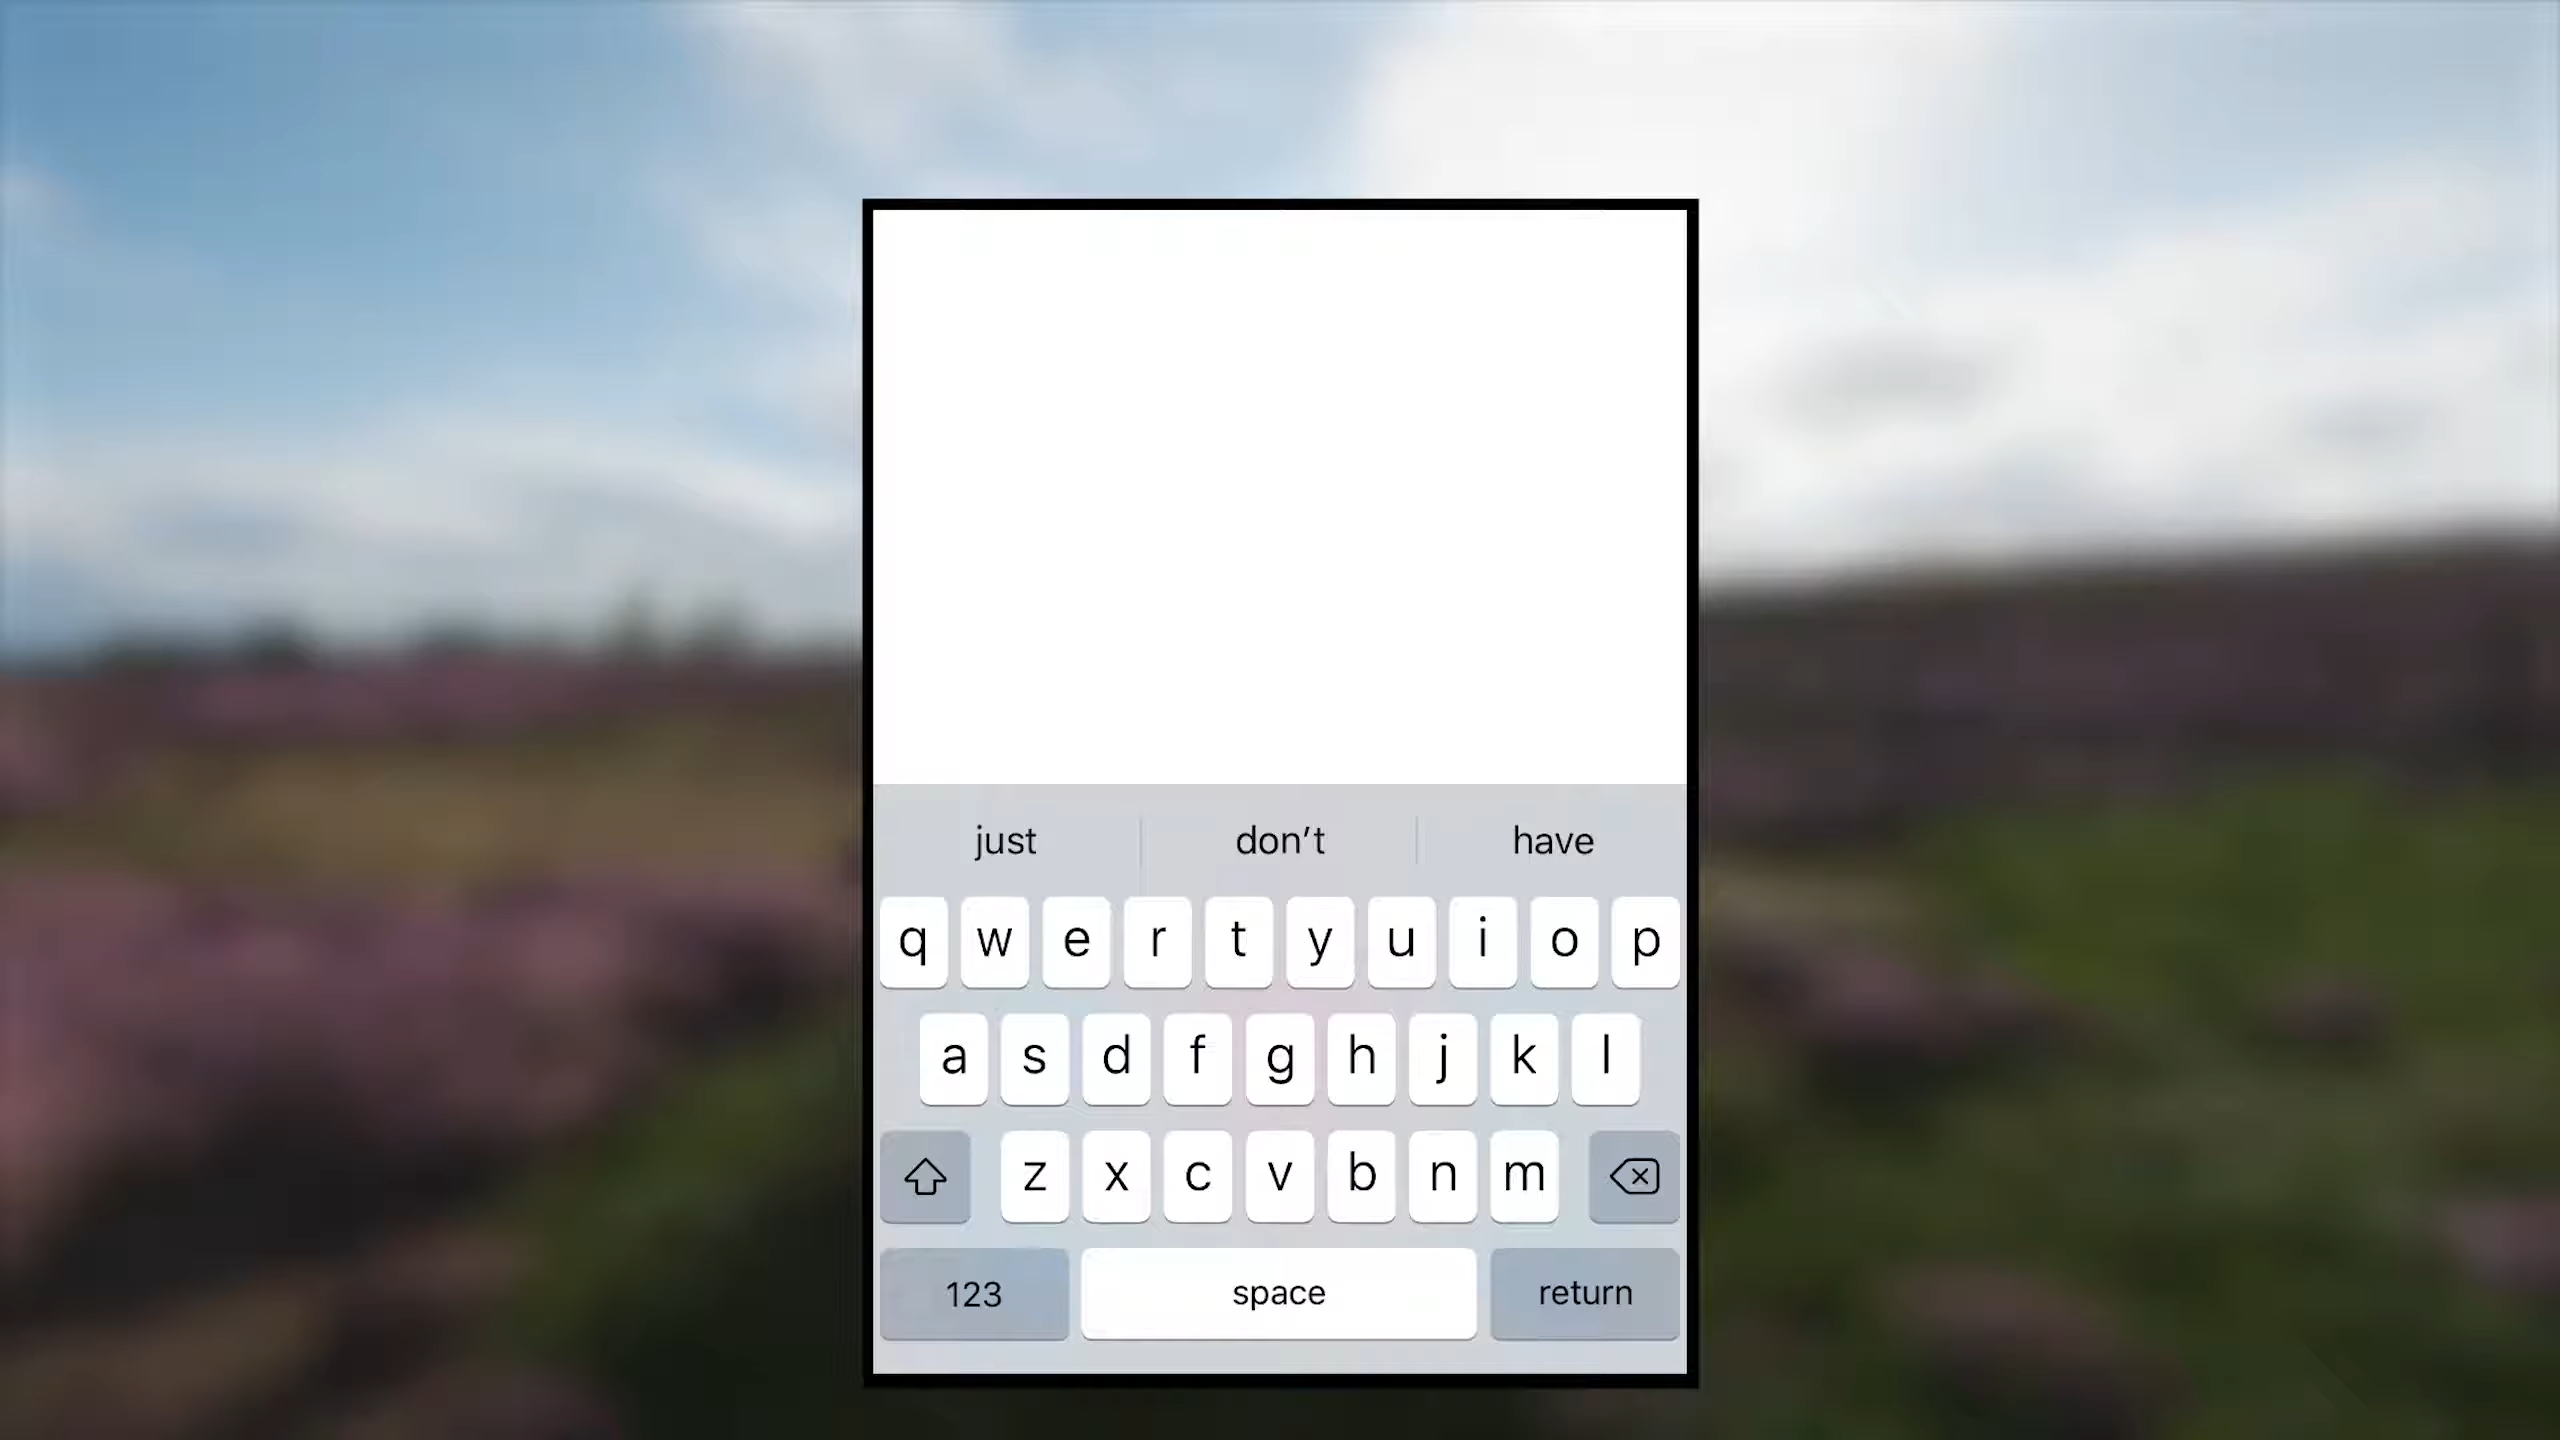 just don’t have
q w e r t y u i o p
a s d f g h j k l
z x c v b n m
123 space return